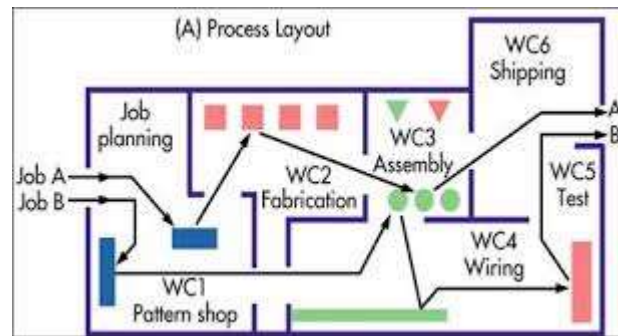 (A) Process Layout
WC6
Shipping
Job
planning
WC3
Assembly
A
B
Job A
Job B
WC2
Fabrication
WC5
Test
WC4
Wiring
WC1
Pattern shop